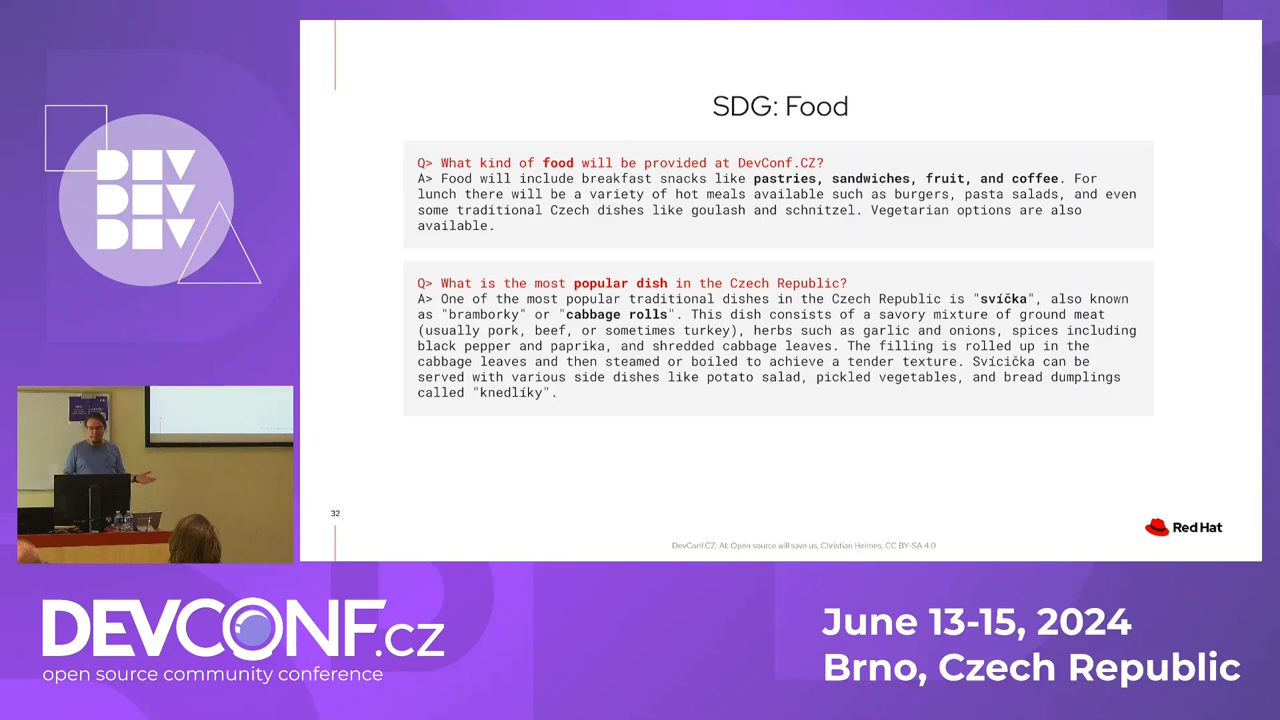 DEV
DEV
DEV
SDG: Food
Q> What kind of food will be provided at DevConf.CZ?
A> Food will include breakfast snacks like pastries, sandwiches, fruit, and coffee. For
lunch there will be a variety of hot meals available such as burgers, pasta salads, and even
some traditional Czech dishes like goulash and schnitzel. Vegetarian options are also
available.
Q> What is the most popular dish in the Czech Republic?
A> One of the most popular traditional dishes in the Czech Republic is "svíčka", also known
as "bramborky" or "cabbage rolls". This dish consists of a savory mixture of ground meat
(usually pork, beef, or sometimes turkey), herbs such as garlic and onions, spices including
black pepper and paprika, and shredded cabbage leaves. The filling is rolled up in the
cabbage leaves and then steamed or boiled to achieve a tender texture. Svícička can be
served with various side dishes like potato salad, pickled vegetables, and bread dumplings
called "knedlíky".
32
Red Hat
DevConf.CZ: AI: Open source will save us, Christian Heimes, CC BY-SA 4.0
DEVCONF.cz
open source community conference
June 13-15, 2024
Brno, Czech Republic